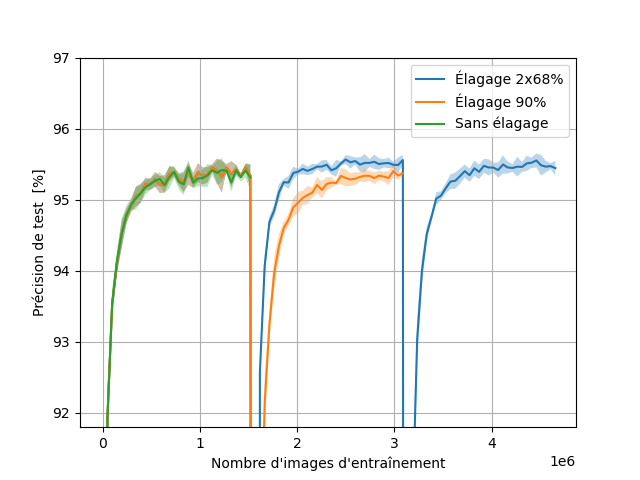 97
96
95
94
93
92
Précision de test [%]
Élagage 2x68%
Élagage 90%
Sans élagage
0 1 2 3 4
1e6
Nombre d'images d'entraînement